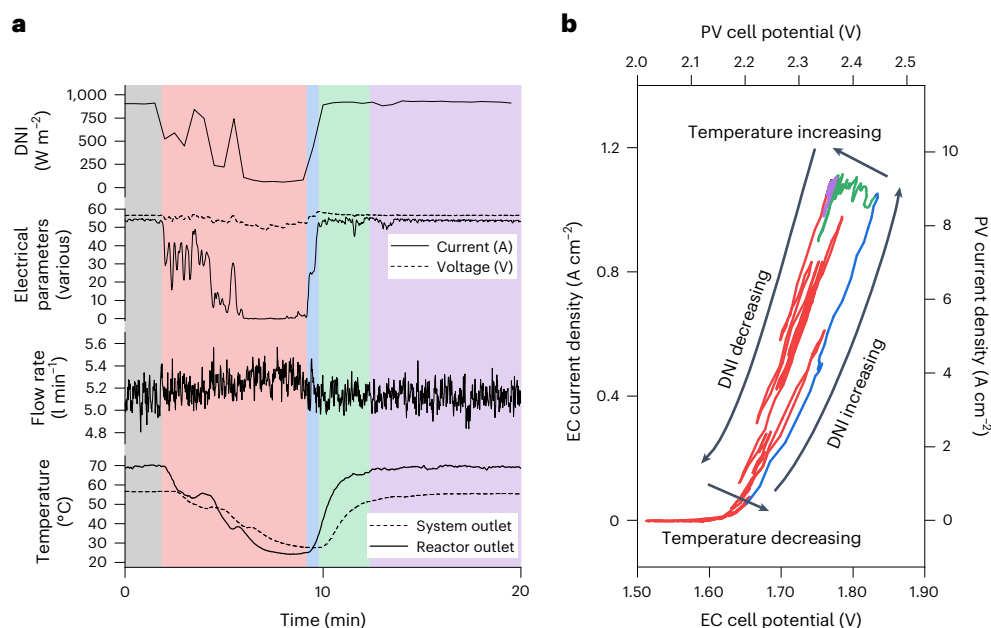 a
DNI
(W m−2)
1,000
750
500
250
0
Electrical
parameters
(various)
60
50
40
30
20
10
0
Current (A)
Voltage (V)
Flow rate
(l min−1)
5.6
5.4
5.2
5.0
4.8
Temperature
(°C)
70
60
50
40
30
20
System outlet
Reactor outlet
0
10
20
Time (min)
b
PV cell potential (V)
2.0
2.1
2.2
2.3
2.4
2.5
EC current density (A cm−2)
1.2
0.8
0.4
0
PV current density (A cm−2)
10
8
6
4
2
0
Temperature increasing
DNI decreasing
DNI increasing
Temperature decreasing
1.50
1.60
1.70
1.80
1.90
EC cell potential (V)